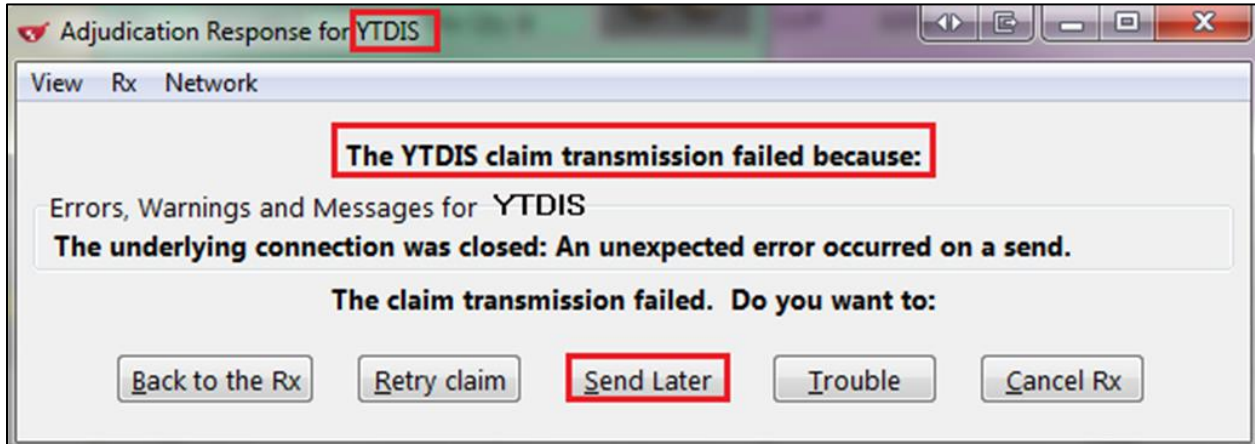 Adjudication Response for YTDIS
View Rx Network
The YTDIS claim transmission failed because:
Errors, Warnings and Messages for YTDIS
The underlying connection was closed: An unexpected error occurred on a send.
The claim transmission failed. Do you want to:
Back to the Rx Retry claim Send Later Trouble Cancel Rx